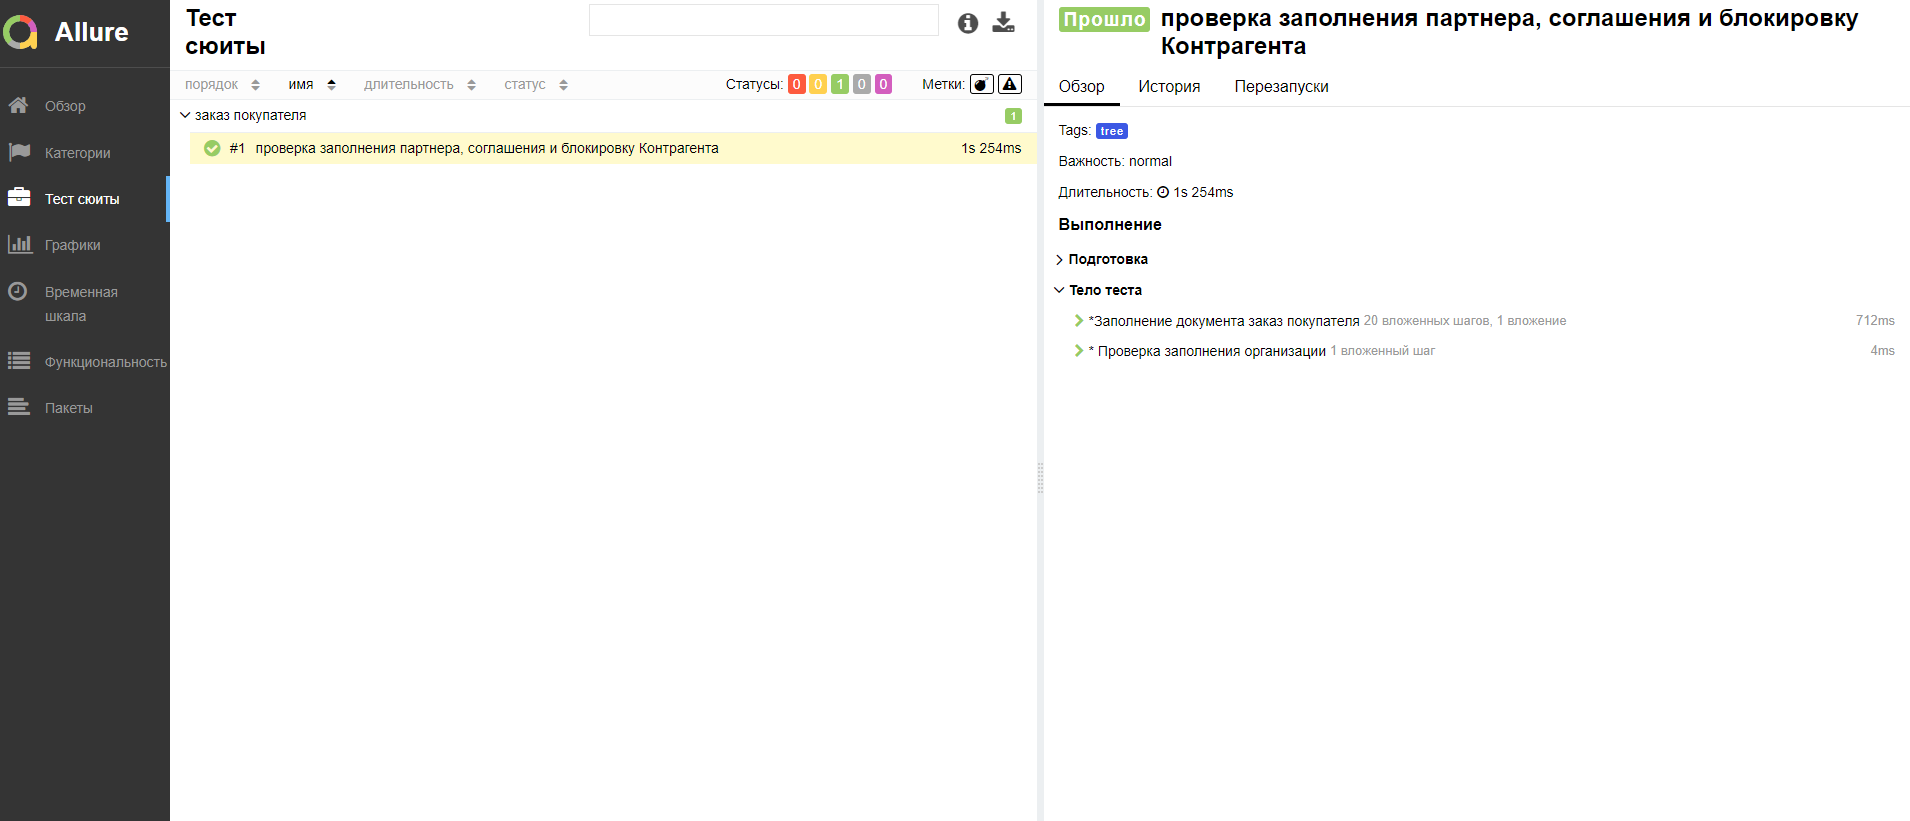 Allure
Обзор
Категории
Тест сюиты
Графики
Временная
шкала
Функциональность
Пакеты
Тест
сюиты
порядок имя длительность статус Статусы: 0 0 1 0 0 Метки:
заказ покупателя 1
#1 проверка заполнения партнера, соглашения и блокировку Контрагента 1s 254ms
Прошло проверка заполнения партнера, соглашения и блокировку
Контрагента
Обзор История Перезапуски
Tags: tree
Важность: normal
Длительность: 1s 254ms
Выполнение
Подготовка
Тело теста
*Заполнение документа заказ покупателя 20 вложенных шагов, 1 вложение 712ms
* Проверка заполнения организации 1 вложенный шаг 4ms